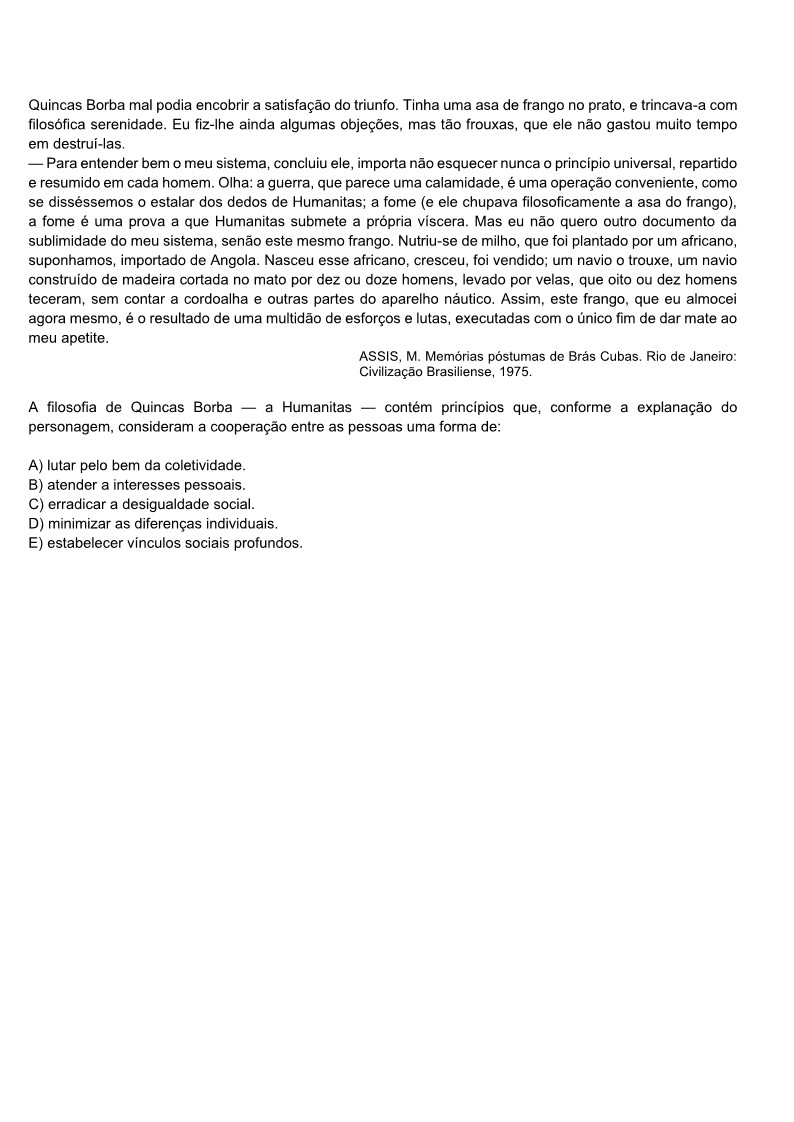 Quincas Borba mal podia encobrir a satisfação do triunfo. Tinha uma asa de frango no prato, e trincava-a com
filosófica serenidade. Eu fiz-lhe ainda algumas objeções, mas tão frouxas, que ele não gastou muito tempo
em destruí-las.
— Para entender bem o meu sistema, concluiu ele, importa não esquecer nunca o princípio universal, repartido
e resumido em cada homem. Olha: a guerra, que parece uma calamidade, é uma operação conveniente, como
se disséssemos o estalar dos dedos de Humanitas; a fome (e ele chupava filosoficamente a asa do frango),
a fome é uma prova a que Humanitas submete a própria víscera. Mas eu não quero outro documento da
sublimidade do meu sistema, senão este mesmo frango. Nutriu-se de milho, que foi plantado por um africano,
suponhamos, importado de Angola. Nasceu esse africano, cresceu, foi vendido; um navio o trouxe, um navio
construído de madeira cortada no mato por dez ou doze homens, levado por velas, que oito ou dez homens
teceram, sem contar a cordoalha e outras partes do aparelho náutico. Assim, este frango, que eu almocei
agora mesmo, é o resultado de uma multidão de esforços e lutas, executadas com o único fim de dar mate ao
meu apetite.
ASSIS, M. Memórias póstumas de Brás Cubas. Rio de Janeiro:
Civilização Brasiliense, 1975.
A filosofia de Quincas Borba — a Humanitas — contém princípios que, conforme a explanação do
personagem, consideram a cooperação entre as pessoas uma forma de:
A) lutar pelo bem da coletividade.
B) atender a interesses pessoais.
C) erradicar a desigualdade social.
D) minimizar as diferenças individuais.
E) estabelecer vínculos sociais profundos.